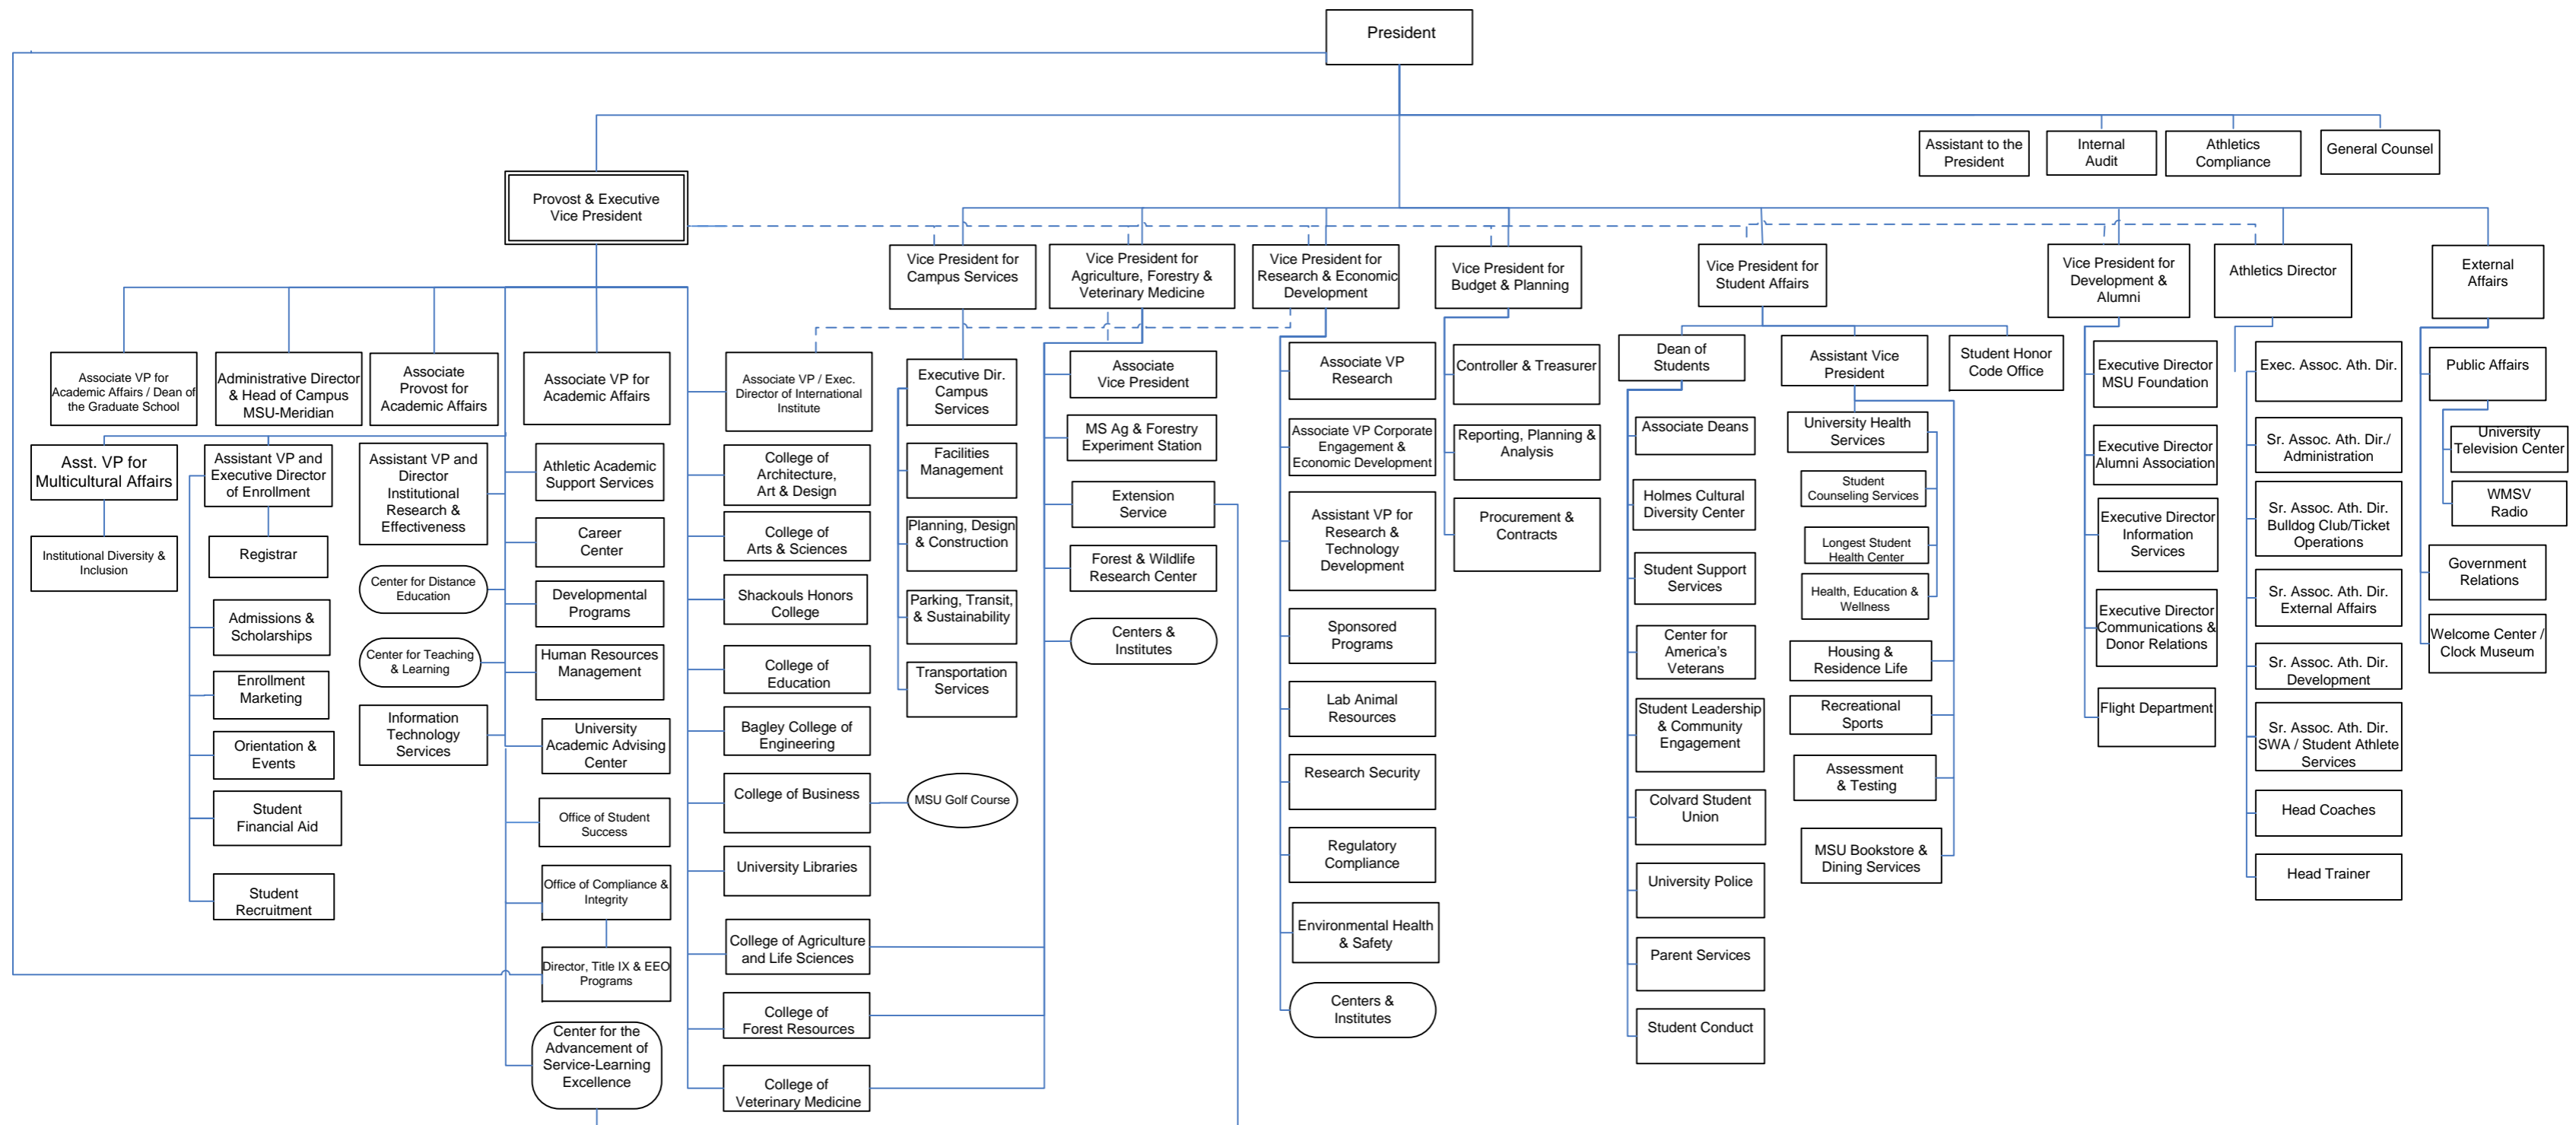 President
Assistant to the
President
Internal
Audit
Athletics
Compliance
General Counsel
Provost & Executive
Vice President
Vice President for
Campus Services
Vice President for
Agriculture, Forestry &
Veterinary Medicine
Vice President for
Research & Economic
Development
Vice President for
Budget & Planning
Vice President for
Student Affairs
Vice President for
Development &
Alumni
Athletics Director
External
Affairs
Associate VP for
Academic Affairs / Dean of
the Graduate School
Administrative Director
& Head of Campus
MSU-Meridian
Associate
Provost for
Academic Affairs
Associate VP for
Academic Affairs
Associate VP / Exec.
Director of International
Institute
Asst. VP for
Multicultural Affairs
Institutional Diversity &
Inclusion
Assistant VP and
Executive Director
of Enrollment
Registrar
Admissions &
Scholarships
Enrollment
Marketing
Orientation &
Events
Student
Financial Aid
Student
Recruitment
Assistant VP and
Director
Institutional
Research &
Effectiveness
Center for Distance
Education
Center for Teaching
& Learning
Information
Technology
Services
Athletic Academic
Support Services
Career
Center
Developmental
Programs
Human Resources
Management
University
Academic Advising
Center
Office of Student
Success
Office of Compliance &
Integrity
Director, Title IX & EEO
Programs
Center for the
Advancement of
Service-Learning
Excellence
College of
Architecture,
Art & Design
College of
Arts & Sciences
Shackouls Honors
College
College of
Education
Bagley College of
Engineering
College of Business
MSU Golf Course
University Libraries
College of Agriculture
and Life Sciences
College of
Forest Resources
College of
Veterinary Medicine
Executive Dir.
Campus
Services
Facilities
Management
Planning, Design
& Construction
Parking, Transit,
& Sustainability
Transportation
Services
Associate
Vice President
MS Ag & Forestry
Experiment Station
Extension
Service
Forest & Wildlife
Research Center
Centers &
Institutes
Associate VP
Research
Associate VP Corporate
Engagement &
Economic Development
Assistant VP for
Research &
Technology
Development
Sponsored
Programs
Lab Animal
Resources
Research Security
Regulatory
Compliance
Environmental Health
& Safety
Centers &
Institutes
Controller & Treasurer
Reporting, Planning &
Analysis
Procurement &
Contracts
Dean of
Students
Associate Deans
Holmes Cultural
Diversity Center
Student Support
Services
Center for
America's
Veterans
Student Leadership
& Community
Engagement
Colvard Student
Union
University Police
Parent Services
Student Conduct
Assistant Vice
President
University Health
Services
Student
Counseling Services
Longest Student
Health Center
Health, Education &
Wellness
Housing &
Residence Life
Recreational
Sports
Assessment
& Testing
MSU Bookstore &
Dining Services
Student Honor
Code Office
Executive Director
MSU Foundation
Executive Director
Alumni Association
Executive Director
Information
Services
Executive Director
Communications &
Donor Relations
Flight Department
Exec. Assoc. Ath. Dir.
Sr. Assoc. Ath. Dir./
Administration
Sr. Assoc. Ath. Dir.
Bulldog Club/Ticket
Operations
Sr. Assoc. Ath. Dir.
External Affairs
Sr. Assoc. Ath. Dir.
Development
Sr. Assoc. Ath. Dir.
SWA / Student Athlete
Services
Head Coaches
Head Trainer
Public Affairs
University
Television Center
WMSV
Radio
Government
Relations
Welcome Center /
Clock Museum